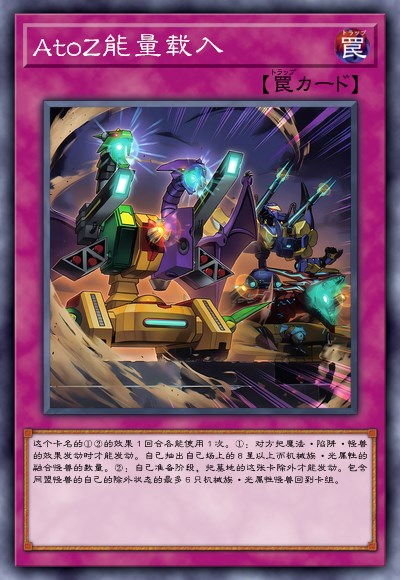 AtoZ能量载入
トラップ
罠
トラップ
【罠カード】
这个卡名的①②的效果1回合各能使用1次。①：对方把魔法·陷阱·怪兽
的效果发动时才能发动。自己抽出自己场上的8星以上而机械族·光属性的
融合怪兽的数量。②：自己准备阶段，把墓地的这张卡除外才能发动。包含
同盟怪兽的自己的除外状态的最多6只机械族·光属性怪兽回到卡组。